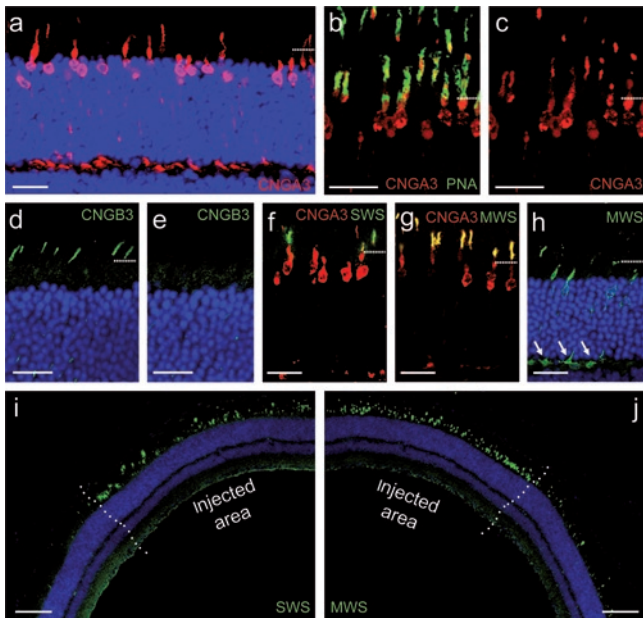 a
CNGA3
b
CNGA3 PNA
c
CNGA3
d
CNGB3
e
CNGB3
f
CNGA3 SWS
g
CNGA3 MWS
h
MWS
i
Injected
area
SWS
j
Injected
area
MWS